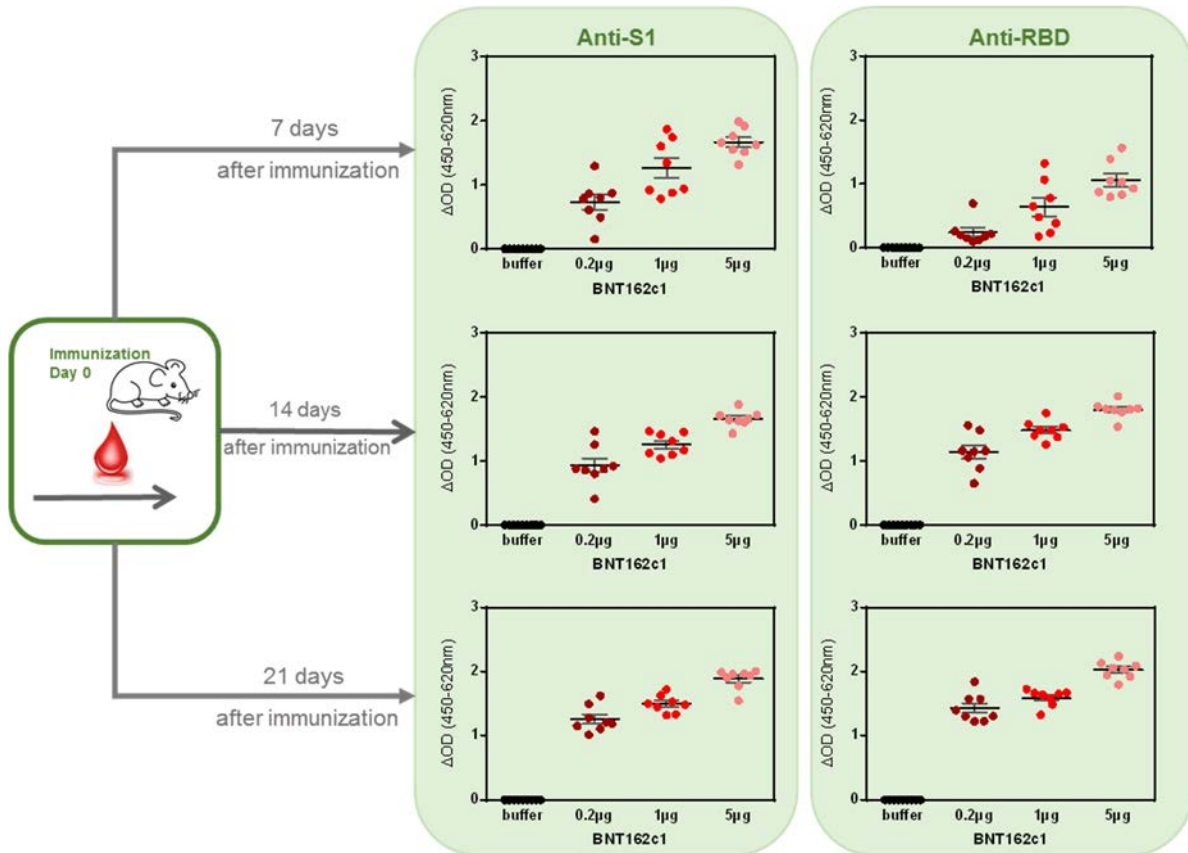 Anti-S1
Anti-RBD
7 days
after immunization
3
2
1
0
ΔOD (450-620nm)
buffer 0.2µg 1µg 5µg
BNT162c1
3
2
1
0
ΔOD (450-620nm)
buffer 0.2µg 1µg 5µg
BNT162c1
Immunization
Day 0
14 days
after immunization
3
2
1
0
ΔOD (450-620nm)
buffer 0.2µg 1µg 5µg
BNT162c1
3
2
1
0
ΔOD (450-620nm)
buffer 0.2µg 1µg 5µg
BNT162c1
21 days
after immunization
3
2
1
0
ΔOD (450-620nm)
buffer 0.2µg 1µg 5µg
BNT162c1
3
2
1
0
ΔOD (450-620nm)
buffer 0.2µg 1µg 5µg
BNT162c1